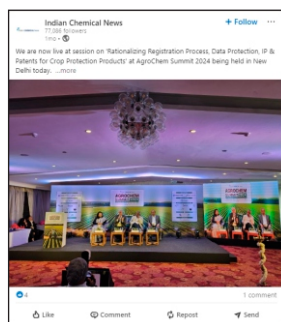 Indian Chemical News
+ Follow ...
77,066 followers
1mo •
We are now live at session on 'Rationalizing Registration Process, Data Protection, IP &
Patents for Crop Protection Products' at AgroChem Summit 2024 being held in New
Delhi today. ...more
4
1 comment
Like
Comment
Repost
Send